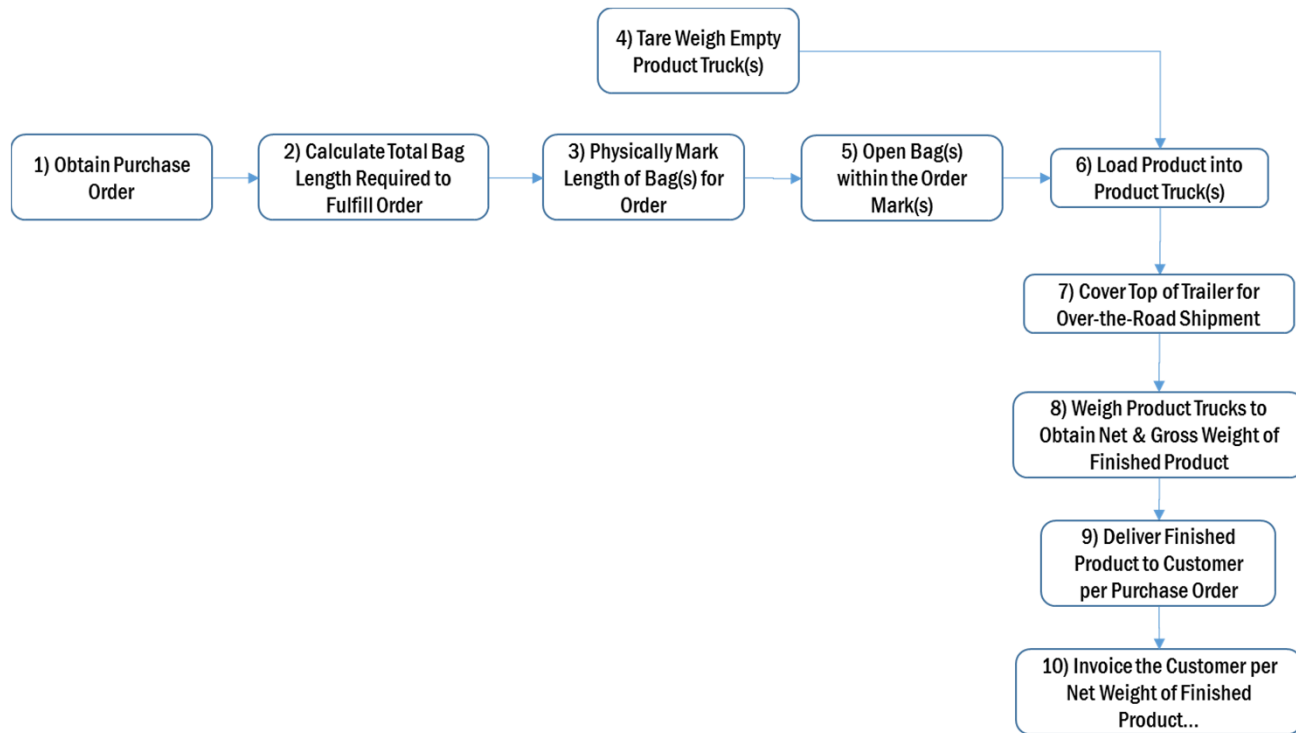 4) Tare Weigh Empty
Product Truck(s)
1) Obtain Purchase
Order
2) Calculate Total Bag
Length Required to
Fulfill Order
3) Physically Mark
Length of Bag(s) for
Order
5) Open Bag(s)
within the Order
Mark(s)
6) Load Product into
Product Truck(s)
7) Cover Top of Trailer for
Over-the-Road Shipment
8) Weigh Product Trucks to
Obtain Net & Gross Weight of
Finished Product
9) Deliver Finished
Product to Customer
per Purchase Order
10) Invoice the Customer per
Net Weight of Finished
Product...